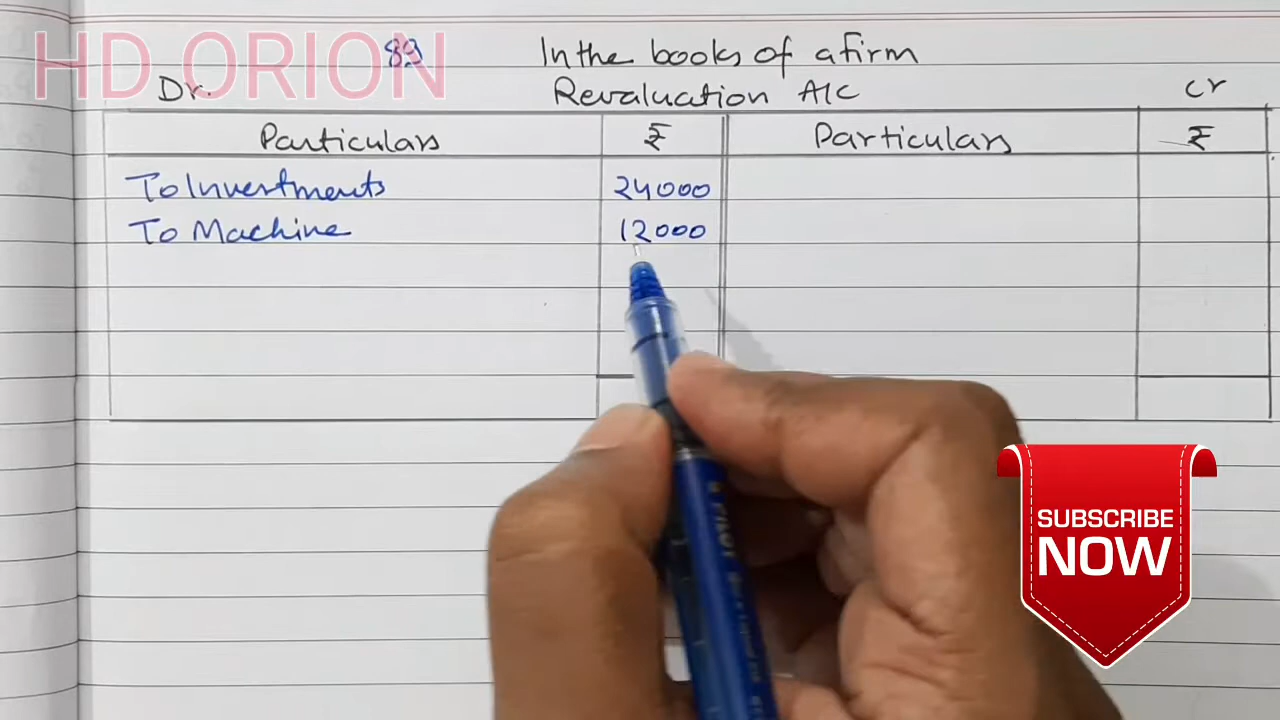 HD ORION
89 In the books of a firm
Dr. Revaluation A/c cr
Particulars ₹ Particulars ₹
To Investments 24000
To Machine 12000
SUBSCRIBE
NOW